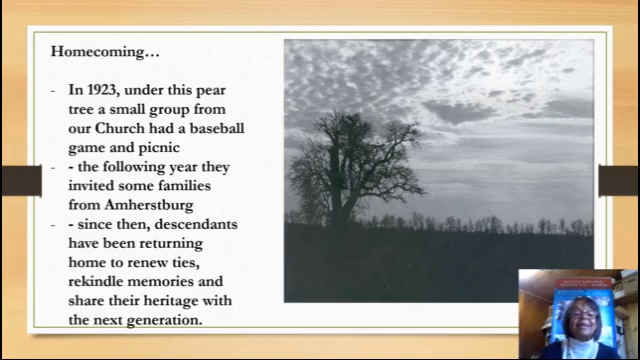 Homecoming…
- In 1923, under this pear
tree a small group from
our Church had a baseball
game and picnic
- - the following year they
invited some families
from Amherstburg
- - since then, descendants
have been returning
home to renew ties,
rekindle memories and
share their heritage with
the next generation.